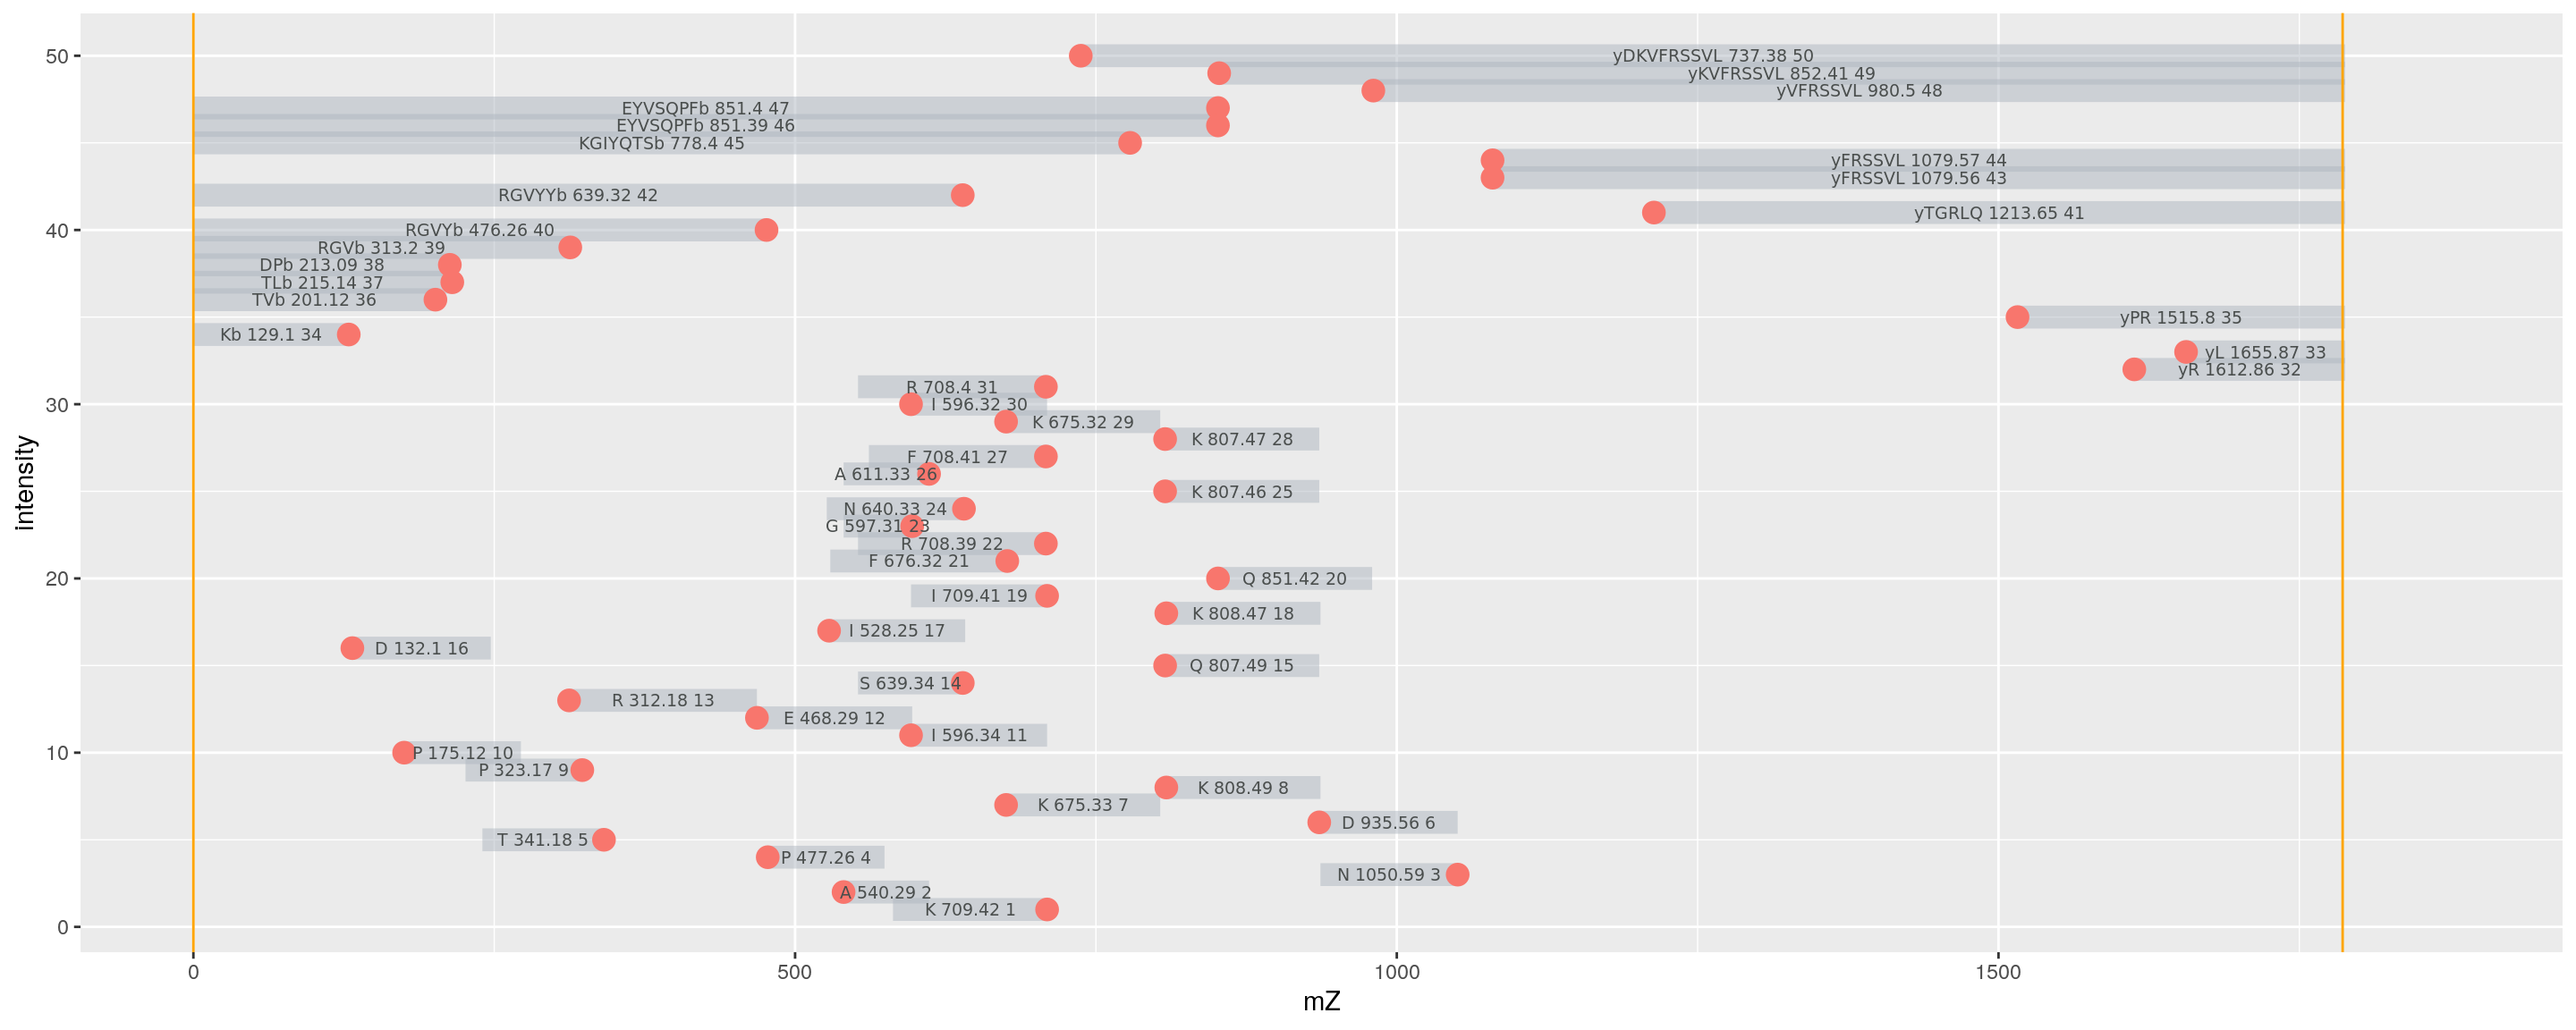 yDKVFRSSVL 737.38 50
yKVFRSSVL 852.41 49
yVFRSSVL 980.5 48
EYVSQPFb 851.4 47
EYVSQPFb 851.39 46
KGIYQTSb 778.4 45
yFRSSVL 1079.57 44
yFRSSVL 1079.56 43
RGVYYb 639.32 42
yTGRLQ 1213.65 41
RGVYb 476.26 40
RGVb 313.2 39
DPb 213.09 38
TLb 215.14 37
TVb 201.12 36
yPR 1515.8 35
Kb 129.1 34
yL 1655.87 33
yR 1612.86 32
R 708.4 31
I 596.32 30
K 675.32 29
K 807.47 28
F 708.41 27
A 611.33 26
K 807.46 25
N 640.33 24
G 597.31 23
R 708.39 22
F 676.32 21
Q 851.42 20
I 709.41 19
K 808.47 18
I 528.25 17
D 132.1 16
Q 807.49 15
S 639.34 14
R 312.18 13
E 468.29 12
I 596.34 11
P 175.12 10
P 323.17 9
K 808.49 8
K 675.33 7
D 935.56 6
T 341.18 5
P 477.26 4
N 1050.59 3
A 540.29 2
K 709.42 1
50
40
30
20
10
0
intensity
0
500
1000
1500
mZ